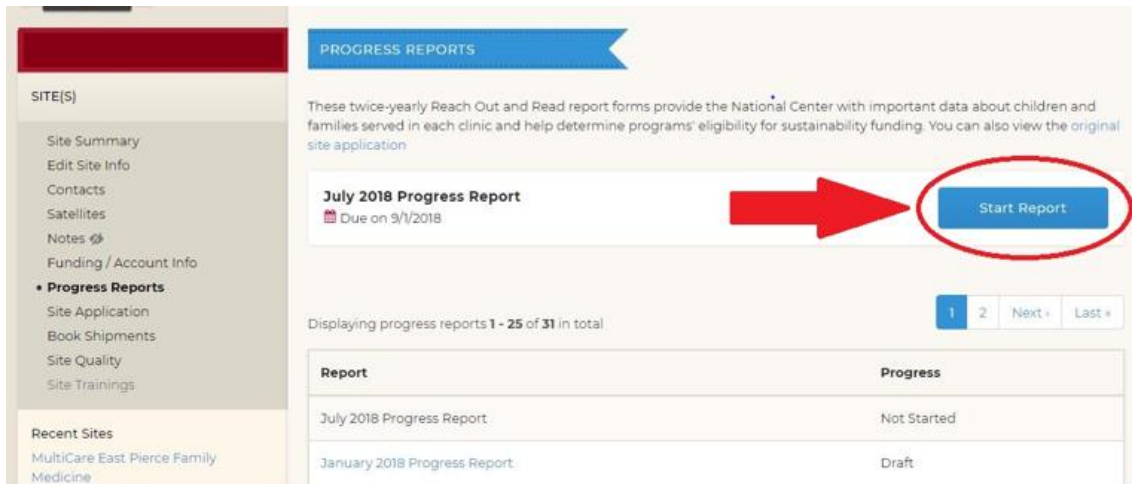 PROGRESS REPORTS
SITE(S)
Site Summary
Edit Site Info
Contacts
Satellites
Notes
Funding / Account Info
• Progress Reports
Site Application
Book Shipments
Site Quality
Site Trainings
Recent Sites
MultiCare East Pierce Family
Medicine
These twice-yearly Reach Out and Read report forms provide the National Center with important data about children and
families served in each clinic and help determine programs' eligibility for sustainability funding. You can also view the original
site application
July 2018 Progress Report
Due on 9/1/2018
Start Report
Displaying progress reports 1 - 25 of 31 in total
1 2 Next › Last »
Report Progress
July 2018 Progress Report Not Started
January 2018 Progress Report Draft